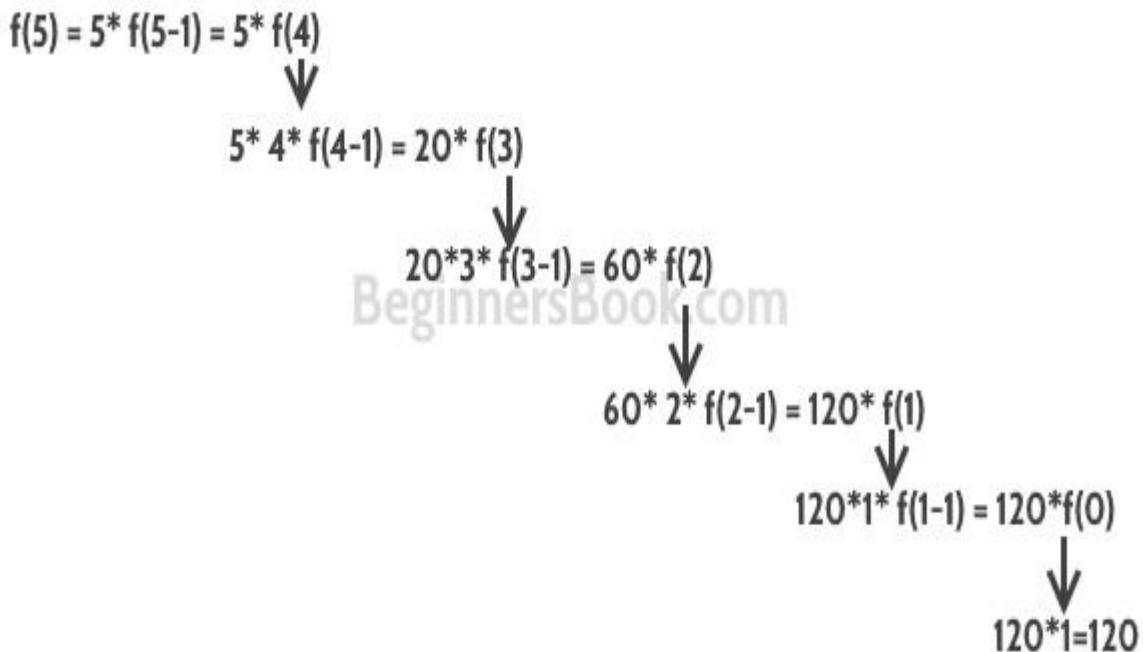 f(5) = 5* f(5-1) = 5* f(4)
5* 4* f(4-1) = 20* f(3)
20*3* f(3-1) = 60* f(2)
BeginnersBook.com
60* 2* f(2-1) = 120* f(1)
120*1* f(1-1) = 120*f(0)
120*1=120